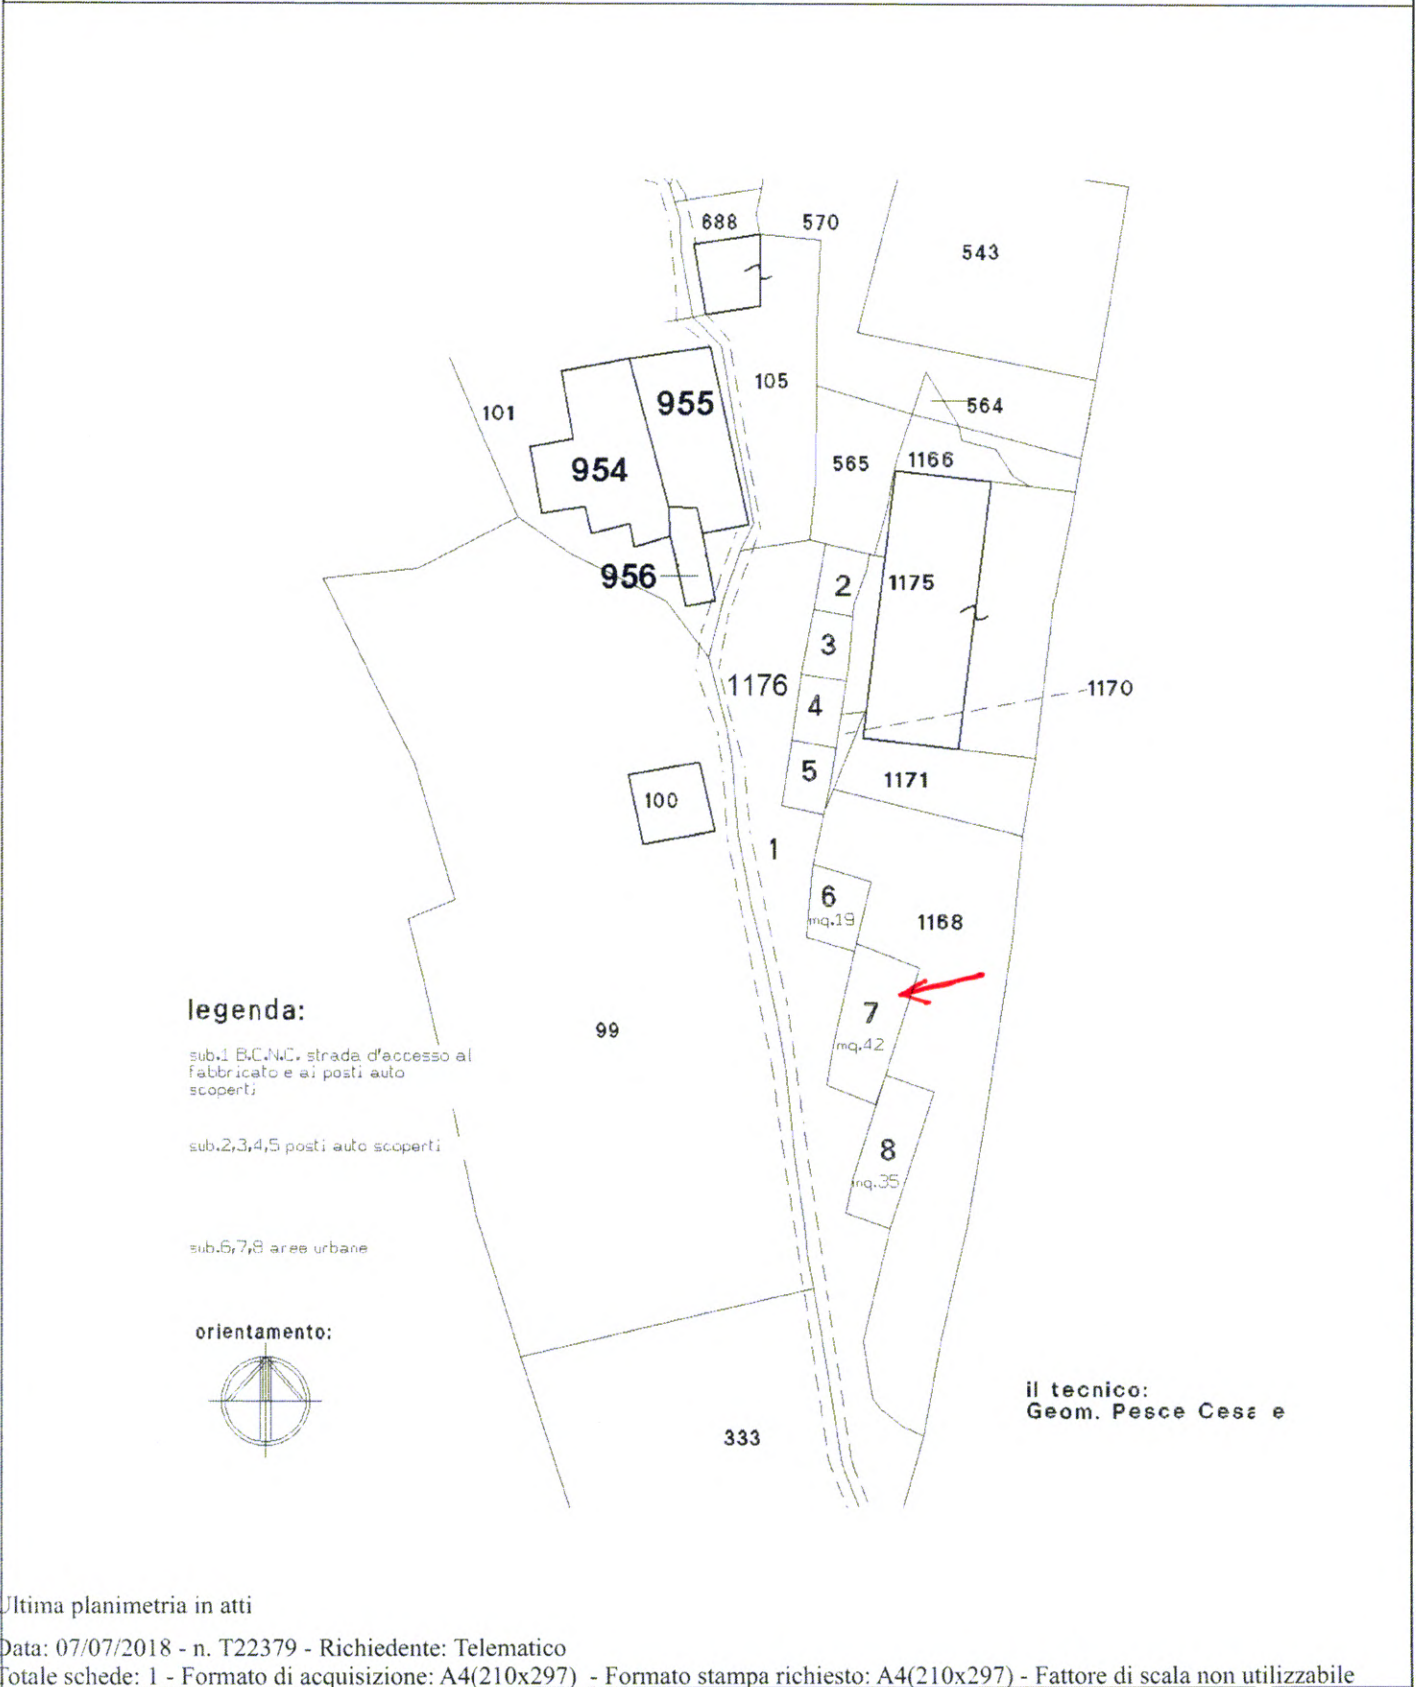 688
570
543
105
564
101
955
954
565
1166
956
2
1175
3
1176
4
1170
5
1171
100
1
6
mq.19
1168
7
mq.42
99
8
mq.35
legenda:
sub.1 B.C.N.C. strada d'accesso al
fabbricato e ai posti auto
scoperti
sub.2,3,4,5 posti auto scoperti
sub.6,7,8 aree urbane
orientamento:
333
il tecnico:
Geom. Pesce
Ultima planimetria in atti
Data: 07/07/2018 - n. T22379 - Richiedente: Telematico
Totale schede: 1 - Formato di acquisizione: A4(210x297) - Formato stampa richiesto: A4(210x297) - Fattore di scala non utilizzabile